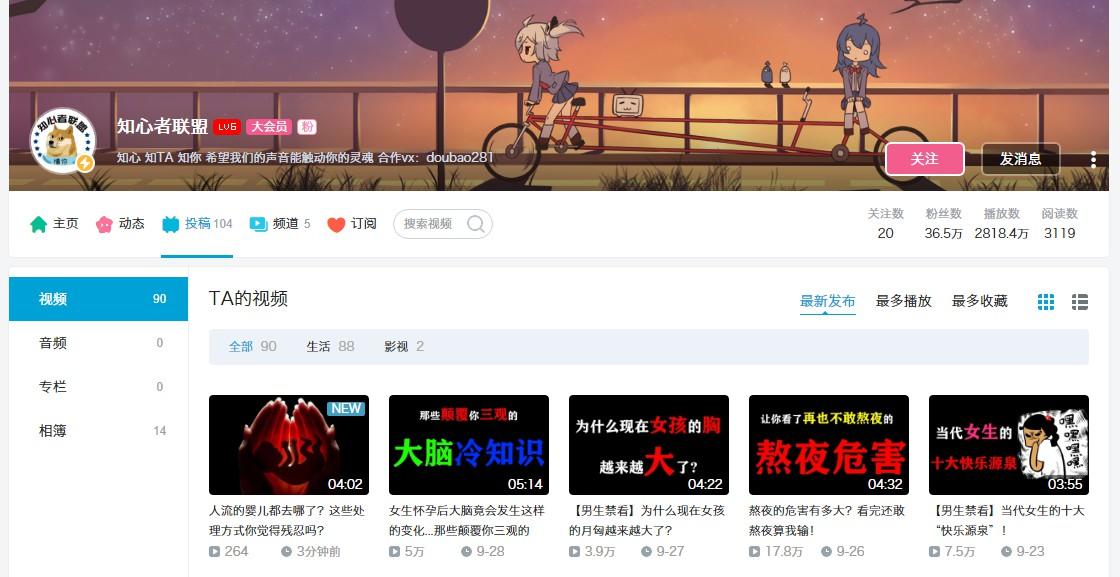 知心者联盟
懂你
知心者联盟 LV6 大会员 粉
知心 知TA 知你 希望我们的声音能触动你的灵魂 合作vx：doubao281
关注
发消息
主页
动态
投稿 104
频道 5
订阅
搜索视频
关注数 粉丝数 播放数 阅读数
20 36.5万 2818.4万 3119
视频 90
音频 0
专栏 0
相簿 14
TA的视频
最新发布 最多播放 最多收藏
全部 90 生活 88 影视 2
NEW
04:02
人流的婴儿都去哪了？这些处
理方式你觉得残忍吗？
264 3分钟前
那些颠覆你三观的
大脑冷知识
05:14
女生怀孕后大脑竟会发生这样
的变化...那些颠覆你三观的
5万 9-28
为什么现在女孩的胸
越来越大了?
04:22
【男生禁看】为什么现在女孩
的月匈越来越大了？
3.9万 9-27
让你看了再也不敢熬夜的
熬夜危害
04:32
熬夜的危害有多大？看完还敢
熬夜算我输！
17.8万 9-26
当代女生的
十大快乐源泉
嘿嘿嘿嘿
03:55
【男生禁看】当代女生的十大
“快乐源泉”！
7.5万 9-23